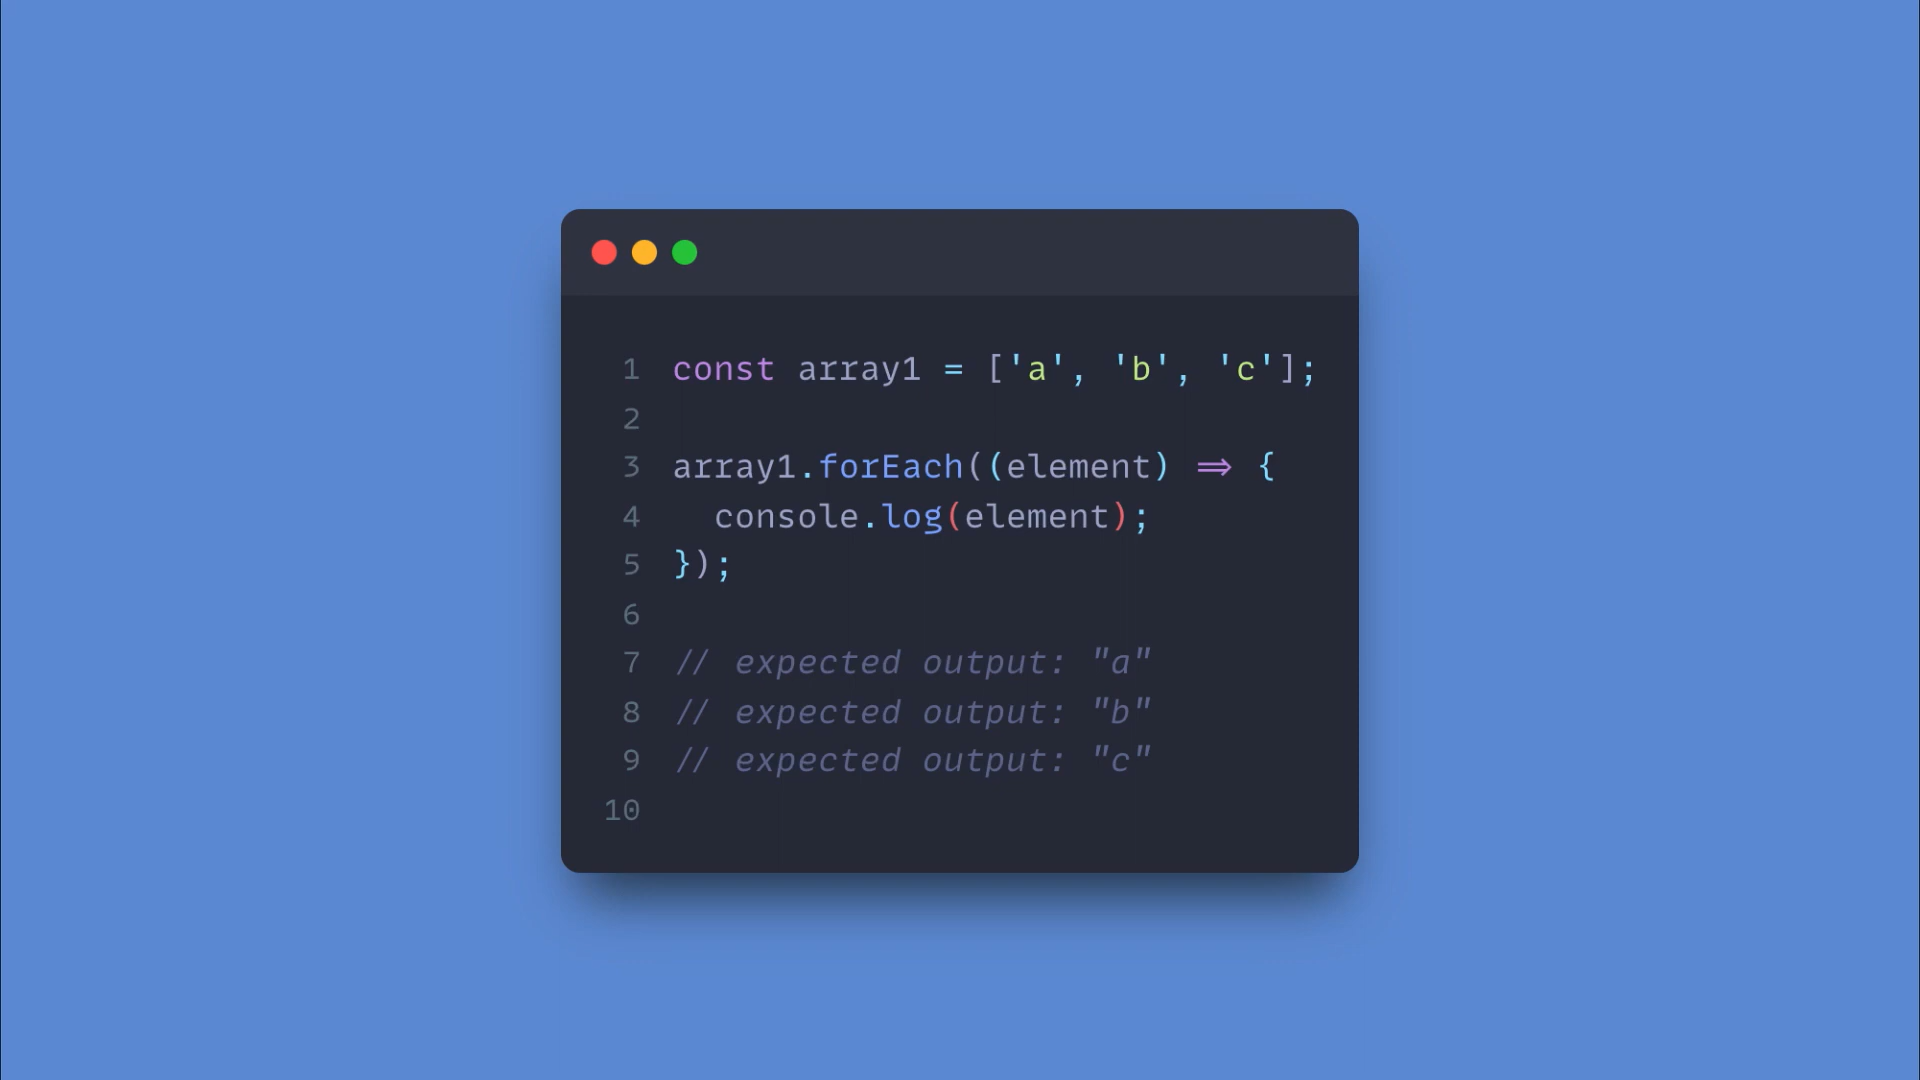 1 const array1 = ['a', 'b', 'c'];
2
3 array1.forEach((element) => {
4   console.log(element);
5 });
6
7 // expected output: "a"
8 // expected output: "b"
9 // expected output: "c"
10